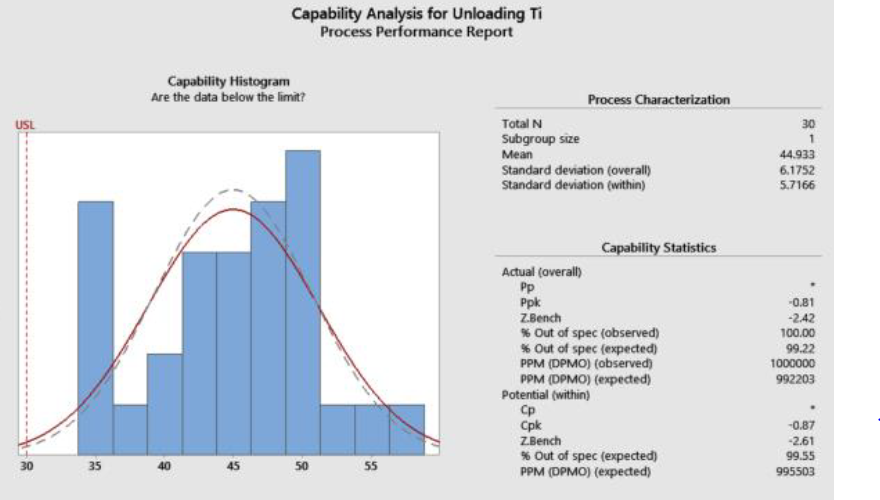 Capability Analysis for Unloading Ti
Process Performance Report
Capability Histogram
Are the data below the limit?
USL
30 35 40 45 50 55
Process Characterization
Total N 30
Subgroup size 1
Mean 44.933
Standard deviation (overall) 6.1752
Standard deviation (within) 5.7166
Capability Statistics
Actual (overall)
Pp *
Ppk -0.81
Z.Bench -2.42
% Out of spec (observed) 100.00
% Out of spec (expected) 99.22
PPM (DPMO) (observed) 1000000
PPM (DPMO) (expected) 992203
Potential (within)
Cp *
Cpk -0.87
Z.Bench -2.61
% Out of spec (expected) 99.55
PPM (DPMO) (expected) 995503